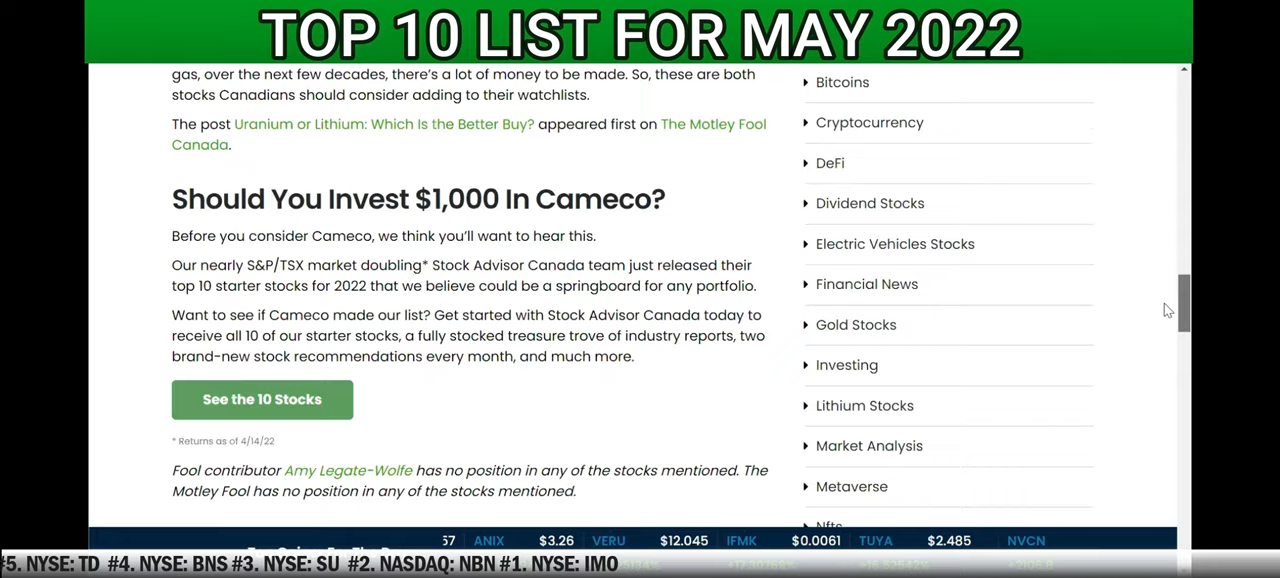 TOP 10 LIST FOR MAY 2022
gas, over the next few decades, there's a lot of money to be made. So, these are both
stocks Canadians should consider adding to their watchlists.
The post Uranium or Lithium: Which Is the Better Buy? appeared first on The Motley Fool
Canada.
Should You Invest $1,000 In Cameco?
Before you consider Cameco, we think you'll want to hear this.
Our nearly S&P/TSX market doubling* Stock Advisor Canada team just released their
top 10 starter stocks for 2022 that we believe could be a springboard for any portfolio.
Want to see if Cameco made our list? Get started with Stock Advisor Canada today to
receive all 10 of our starter stocks, a fully stocked treasure trove of industry reports, two
brand-new stock recommendations every month, and much more.
See the 10 Stocks
* Returns as of 4/14/22
Fool contributor Amy Legate-Wolfe has no position in any of the stocks mentioned. The
Motley Fool has no position in any of the stocks mentioned.
Bitcoins
Cryptocurrency
DeFi
Dividend Stocks
Electric Vehicles Stocks
Financial News
Gold Stocks
Investing
Lithium Stocks
Market Analysis
Metaverse
Nfts
57 ANIX $3.26 VERU $12.045 IFMK $0.0061 TUYA $2.485 NVCN
#5. NYSE: TD #4. NYSE: BNS #3. NYSE: SU #2. NASDAQ: NBN #1. NYSE: IMO